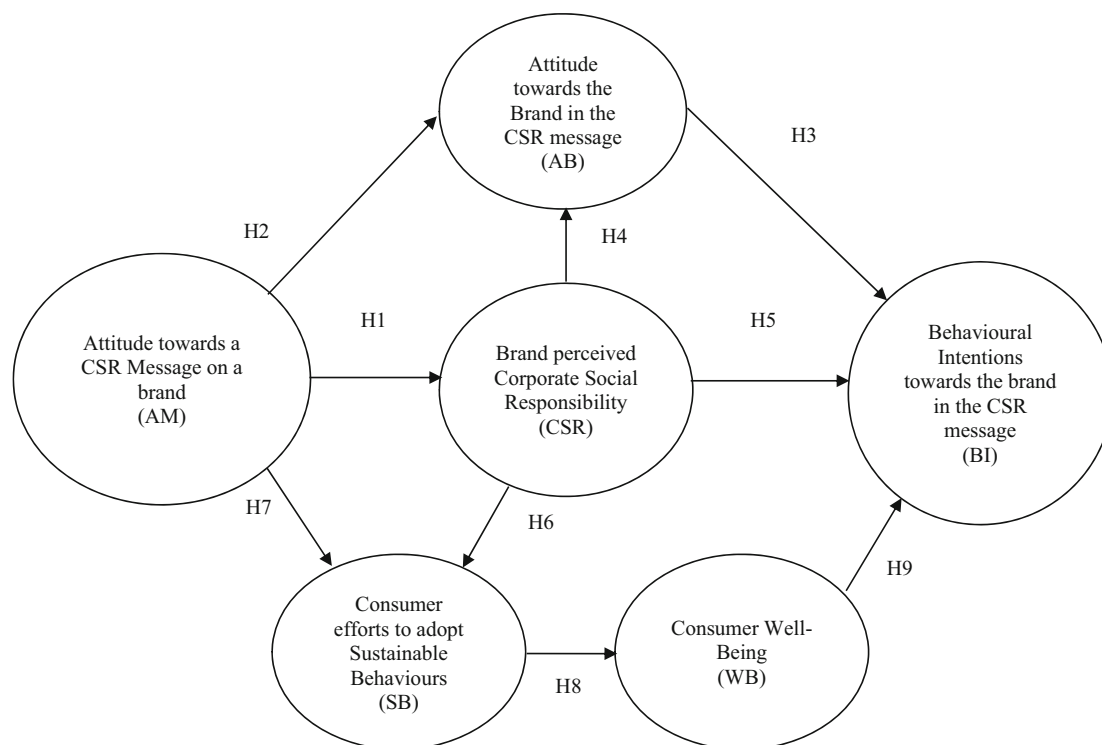 Attitude
towards the
Brand in the
CSR message
(AB)
H3
H2
H4
Attitude towards a
CSR Message on a
brand
(AM)
H1
Brand perceived
Corporate Social
Responsibility
(CSR)
H5
Behavioural
Intentions
towards the brand
in the CSR
message
(BI)
H7
H6
Consumer
efforts to adopt
Sustainable
Behaviours
(SB)
H8
Consumer Well-
Being
(WB)
H9